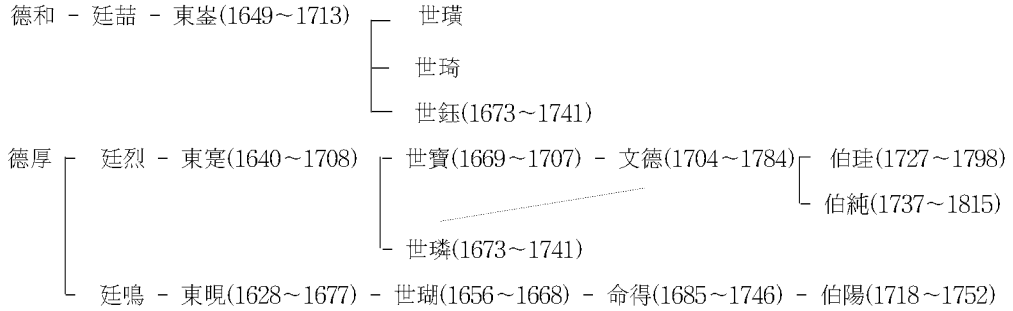 德和 - 廷喆 - 東崟(1649~1713) 世璜
世琦
世鈺(1673~1741)
德厚 廷烈 - 東寔(1640~1708) 世寶(1669~1707) - 文德(1704~1784) 伯珪(1727~1798)
伯純(1737~1815)
世璘(1673~1741)
廷鳴 - 東晛(1628~1677) - 世瑚(1656~1668) - 命得(1685~1746) - 伯陽(1718~1752)